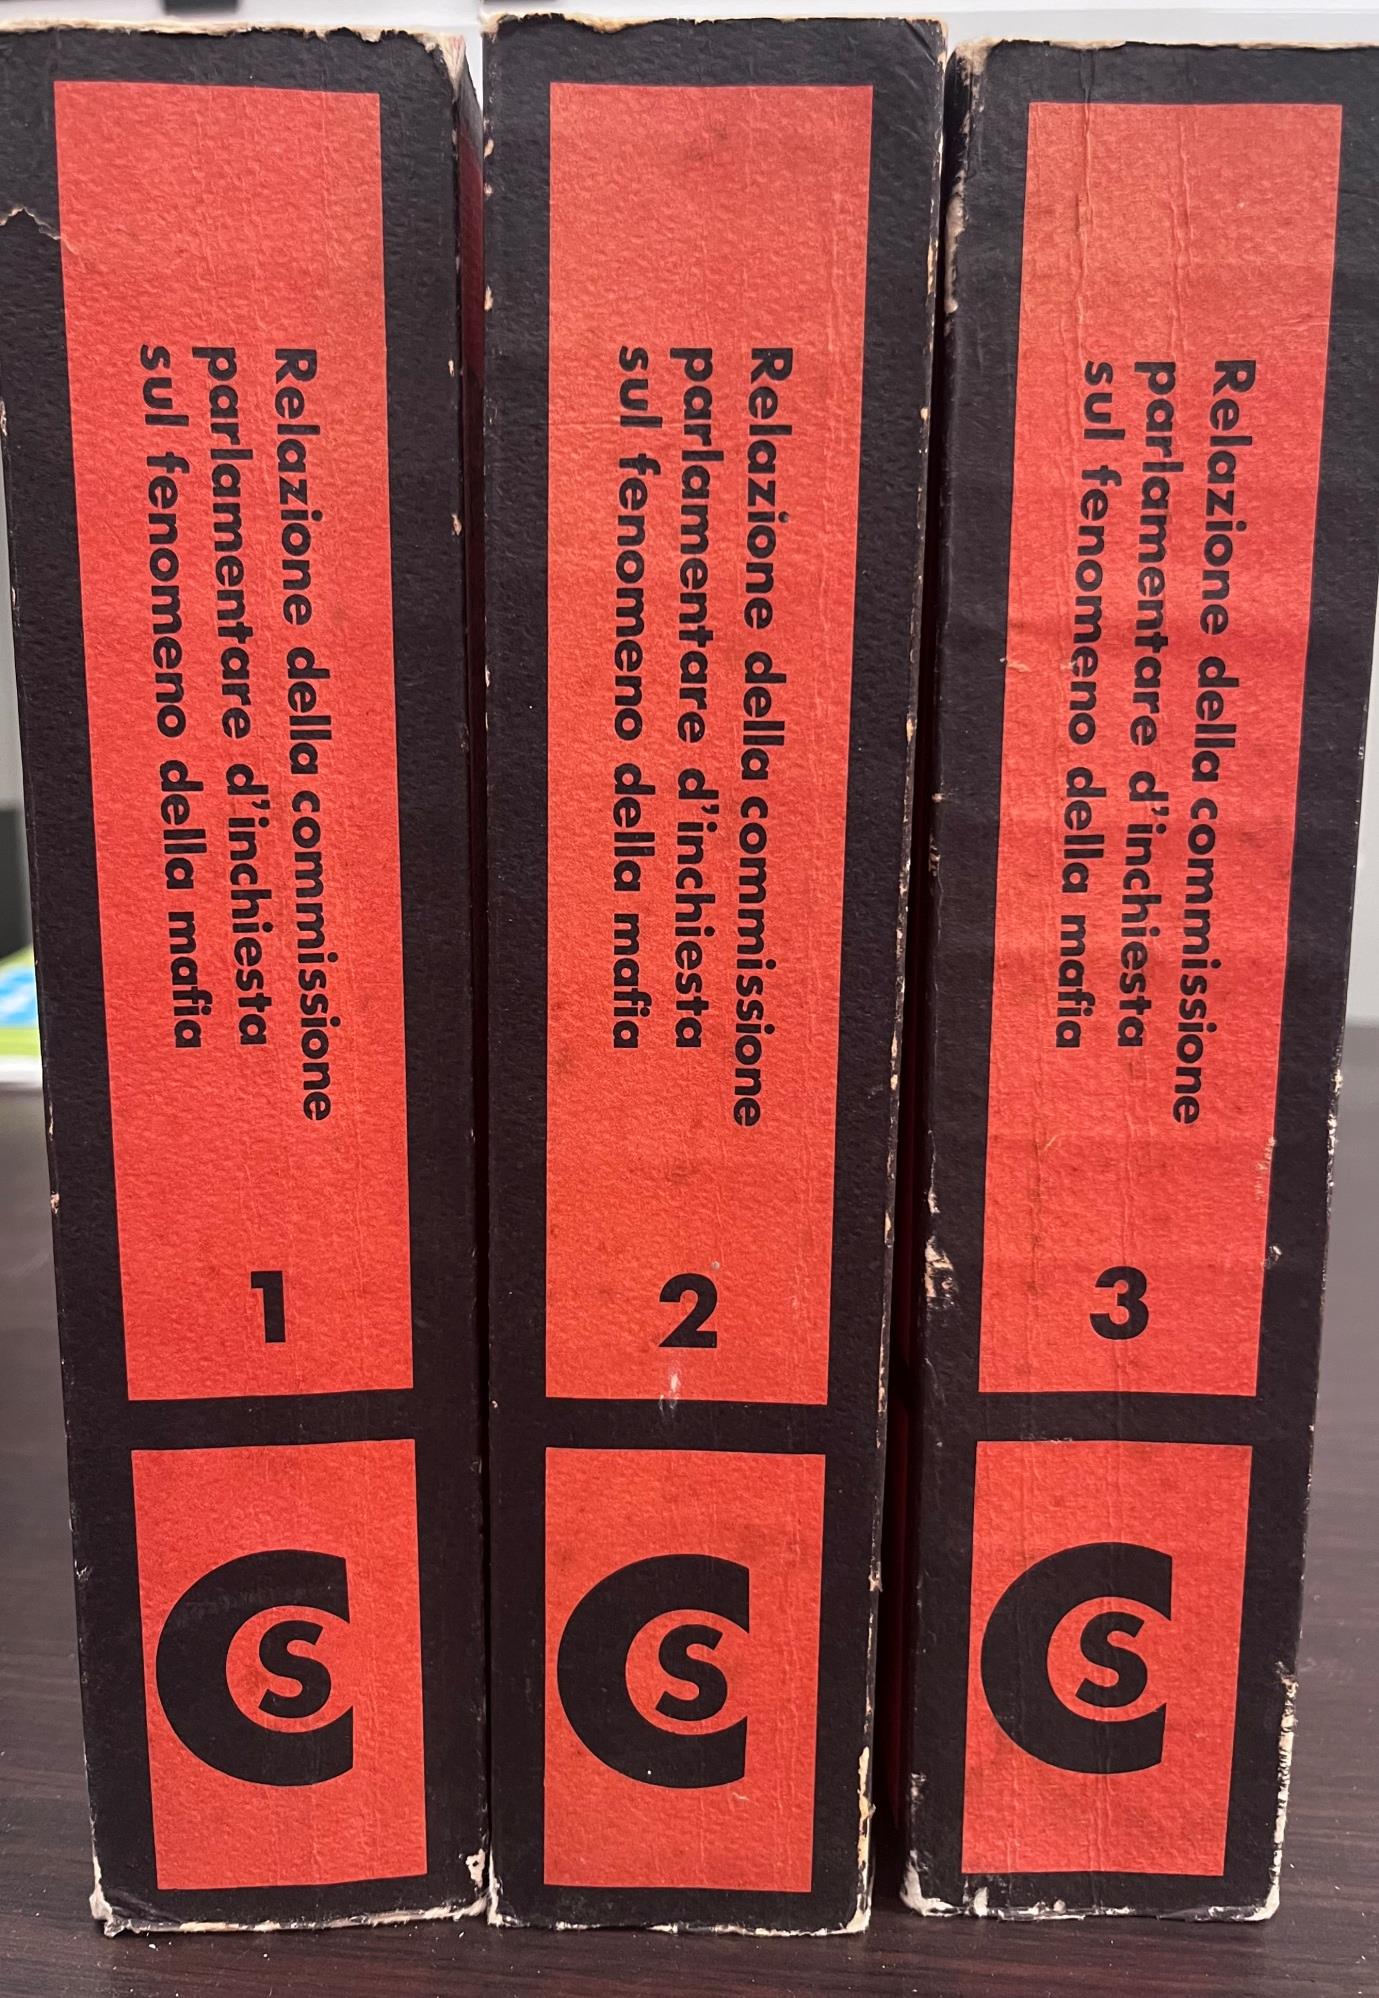 Relazione della commissione
parlamentare d'inchiesta
sul fenomeno della mafia
1
Cs
Relazione della commissione
parlamentare d'inchiesta
sul fenomeno della mafia
2
Cs
Relazione della commissione
parlamentare d'inchiesta
sul fenomeno della mafia
3
Cs